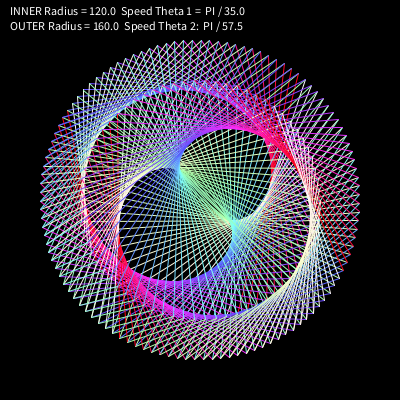 INNER Radius = 120.0  Speed Theta 1 =  PI / 35.0
OUTER Radius = 160.0  Speed Theta 2:  PI / 57.5